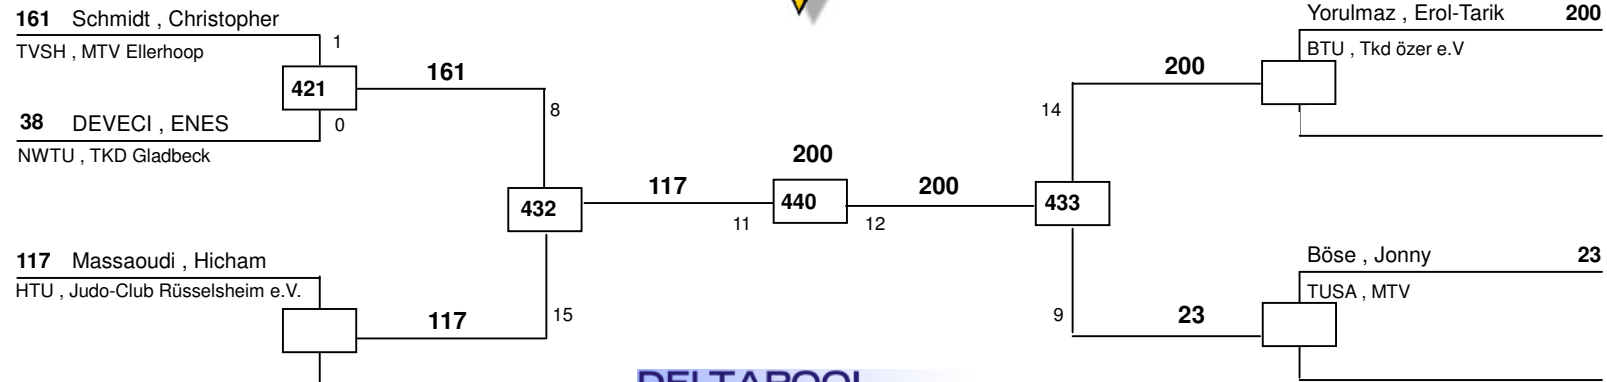 161 Schmidt , Christopher
TVSH , MTV Ellerhoop
1
421
161
38 DEVECI , ENES
0
NWTU , TKD Gladbeck
8
432
117
117 Massaoudi , Hicham
HTU , Judo-Club Rüsselsheim e.V.
117
15
200
440
11
12
200
Yorulmaz , Erol-Tarik 200
BTU , Tkd özer e.V
200
14
433
Böse , Jonny 23
TUSA , MTV
9
23
DELTAPOOL